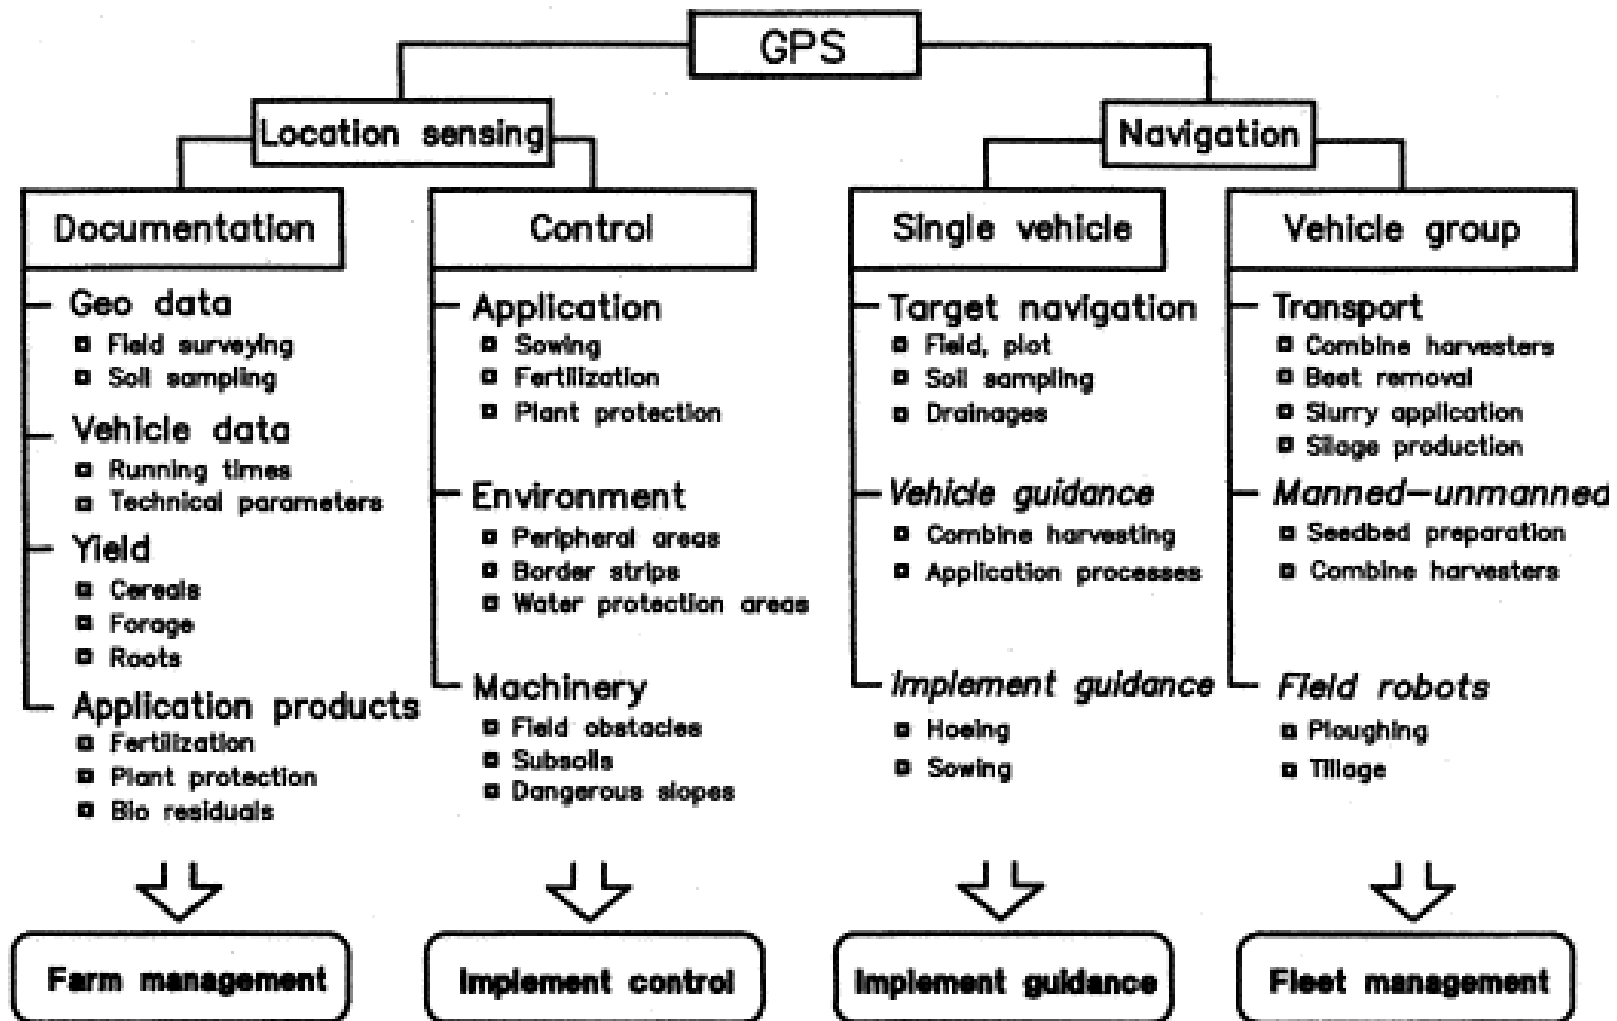 GPS
Location sensing
Navigation
Documentation
Geo data
Field surveying
Soil sampling
Vehicle data
Running times
Technical parameters
Yield
Cereals
Forage
Roots
Application products
Fertilization
Plant protection
Bio residuals
Farm management
Control
Application
Sowing
Fertilization
Plant protection
Environment
Peripheral areas
Border strips
Water protection areas
Machinery
Field obstacles
Subsoils
Dangerous slopes
Implement control
Single vehicle
Target navigation
Field, plot
Soil sampling
Drainages
Vehicle guidance
Combine harvesting
Application processes
Implement guidance
Hoeing
Sowing
Implement guidance
Vehicle group
Transport
Combine harvesters
Beet removal
Slurry application
Silage production
Manned-unmanned
Seedbed preparation
Combine harvesters
Field robots
Ploughing
Tillage
Fleet management